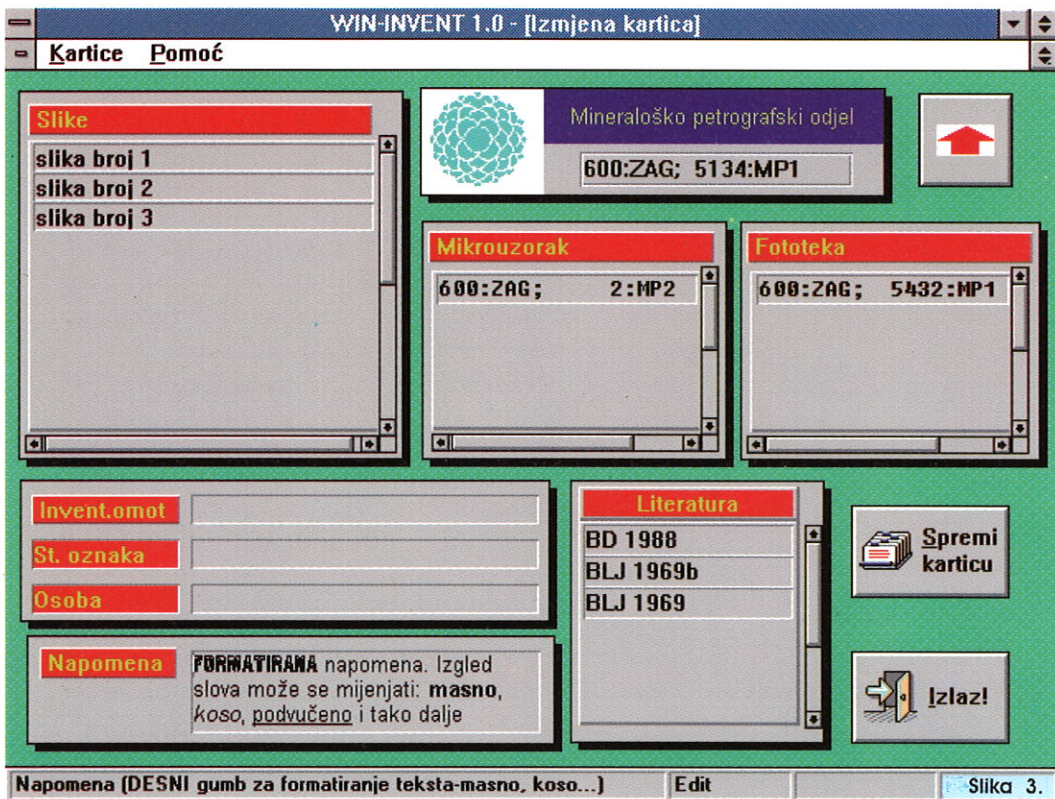 WIN-INVENT 1.0 - [Izmjena kartica]
Kartice Pomoć
Slike
slika broj 1
slika broj 2
slika broj 3
Mineraloško petrografski odjel
600:ZAG; 5134:MP1
Mikrouzorak
600:ZAG; 2:MP2
Fototeka
600:ZAG; 5432:MP1
Invent.omot
St. oznaka
Osoba
Napomena
FORMATIRANA napomena. Izgled
slova može se mijenjati: masno,
koso, podvučeno i tako dalje
Literatura
BD 1988
BLJ 1969b
BLJ 1969
Spremi
karticu
Izlaz!
Napomena (DESNI gumb za formatiranje teksta-masno, koso...)
Edit
Slika 3.